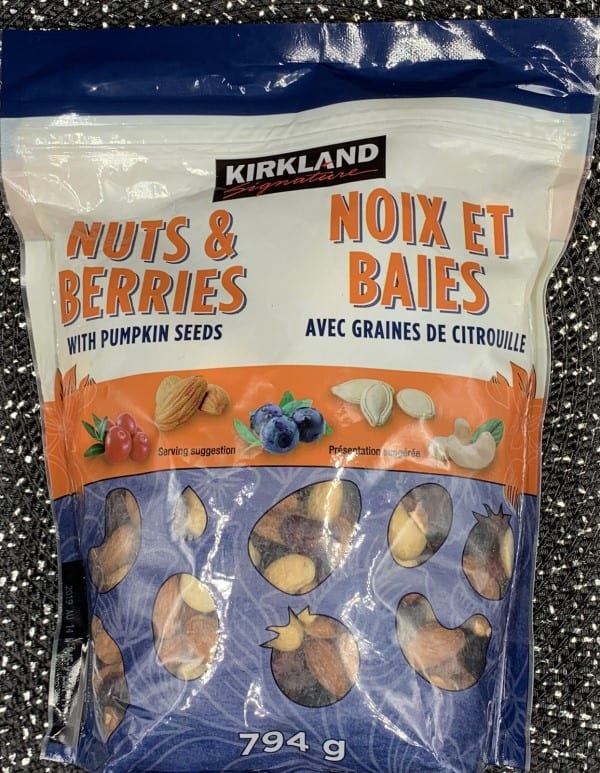 KIRKLAND
Signature
NUTS &
BERRIES
WITH PUMPKIN SEEDS
NOIX ET
BAIES
AVEC GRAINES DE CITROUILLE
Serving suggestion
Présentation suggérée
794 g